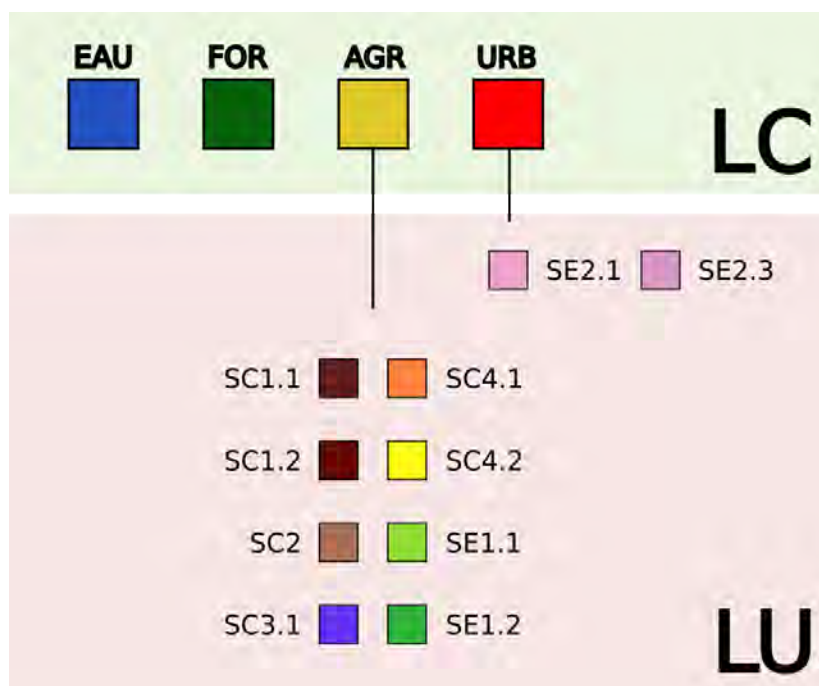 EAU FOR AGR URB
LC
SE2.1 SE2.3
SC1.1 SC4.1
SC1.2 SC4.2
SC2 SE1.1
SC3.1 SE1.2
LU